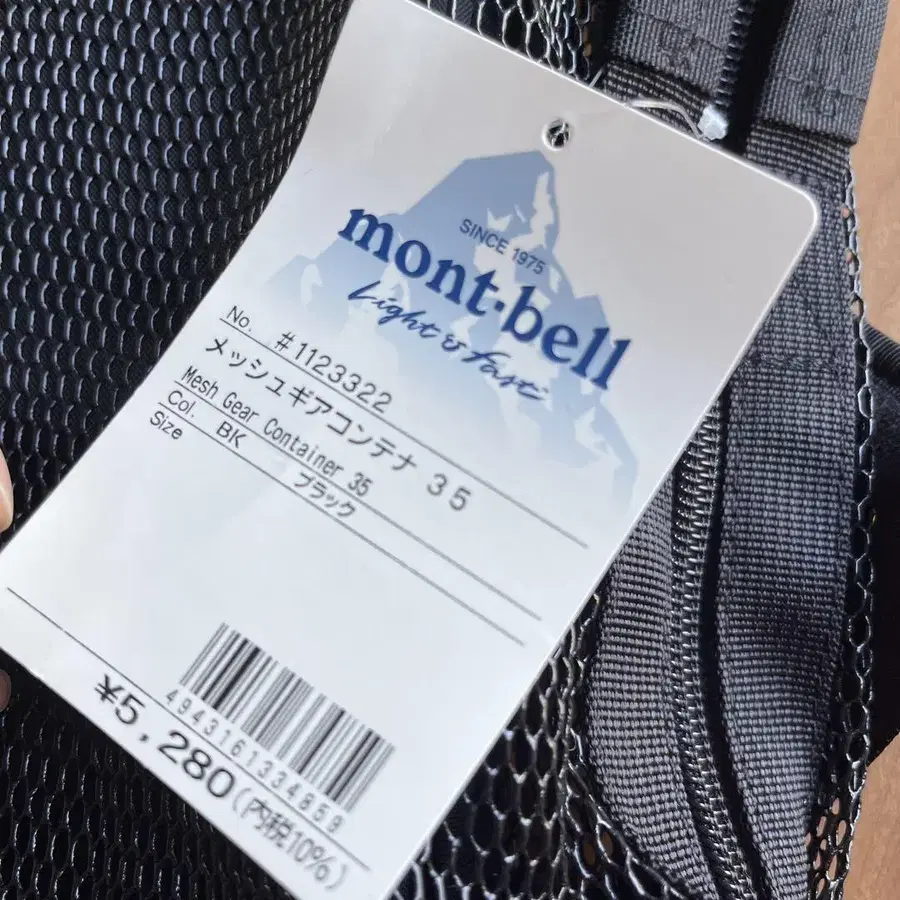 SINCE 1975
mont-bell
Light & Fast
No. #1123322
メッシュギアコンテナ 35
Mesh Gear Container 35
Col. BK ブラック
Size
4943161334858
¥5,280(内税10%)